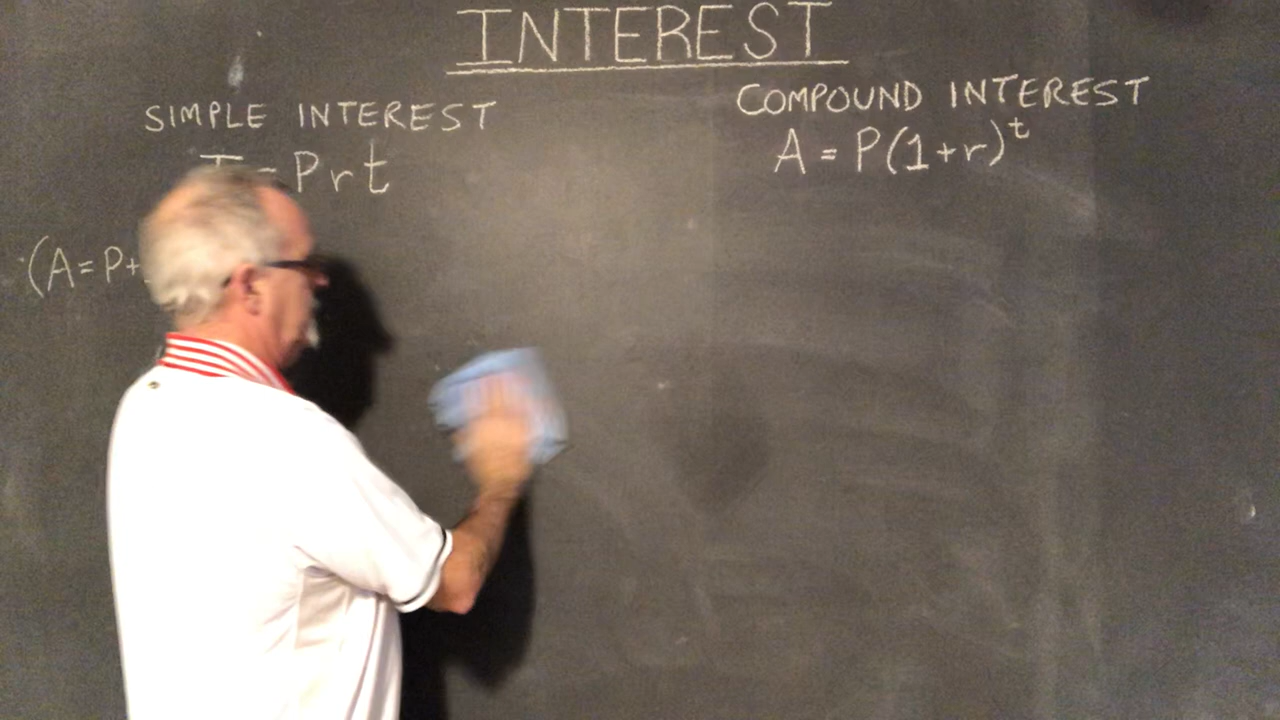 INTEREST
SIMPLE INTEREST
I = Prt
(A = P+
COMPOUND INTEREST
A = P(1+r)^t